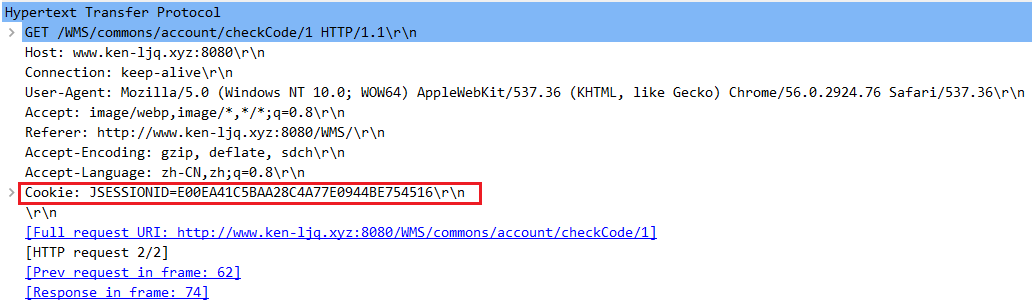 Hypertext Transfer Protocol
GET /WMS/commons/account/checkCode/1 HTTP/1.1\r\n
Host: www.ken-ljq.xyz:8080\r\n
Connection: keep-alive\r\n
User-Agent: Mozilla/5.0 (Windows NT 10.0; WOW64) AppleWebKit/537.36 (KHTML, like Gecko) Chrome/56.0.2924.76 Safari/537.36\r\n
Accept: image/webp,image/*,*/*;q=0.8\r\n
Referer: http://www.ken-ljq.xyz:8080/WMS/\r\n
Accept-Encoding: gzip, deflate, sdch\r\n
Accept-Language: zh-CN,zh;q=0.8\r\n
Cookie: JSESSIONID=E00EA41C5BAA28C4A77E0944BE754516\r\n
\r\n
[Full request URI: http://www.ken-ljq.xyz:8080/WMS/commons/account/checkCode/1]
[HTTP request 2/2]
[Prev request in frame: 62]
[Response in frame: 74]